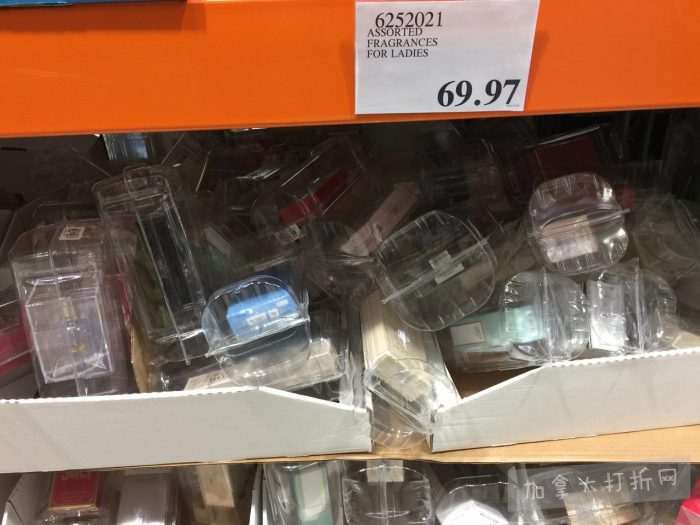 6252021
ASSORTED
FRAGRANCES
FOR LADIES
69.97
加拿大打折网